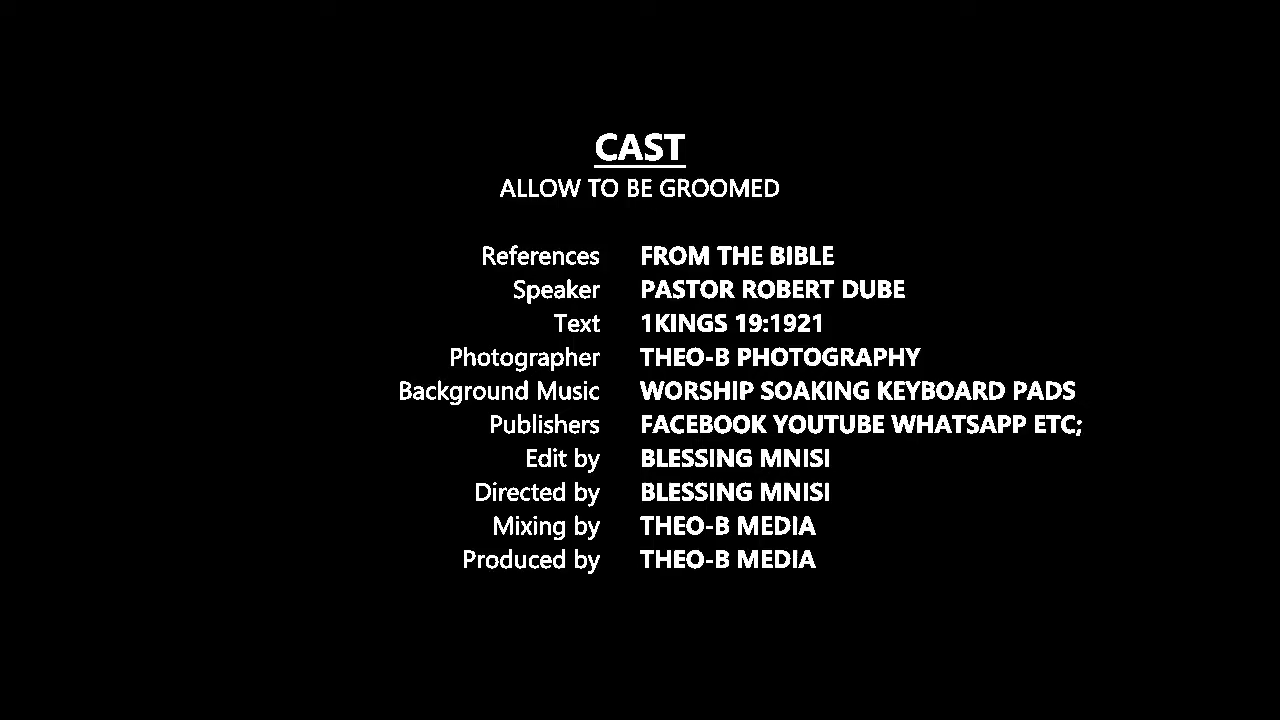 CAST
ALLOW TO BE GROOMED
References FROM THE BIBLE
Speaker PASTOR ROBERT DUBE
Text 1KINGS 19:1921
Photographer THEO-B PHOTOGRAPHY
Background Music WORSHIP SOAKING KEYBOARD PADS
Publishers FACEBOOK YOUTUBE WHATSAPP ETC;
Edit by BLESSING MNISI
Directed by BLESSING MNISI
Mixing by THEO-B MEDIA
Produced by THEO-B MEDIA